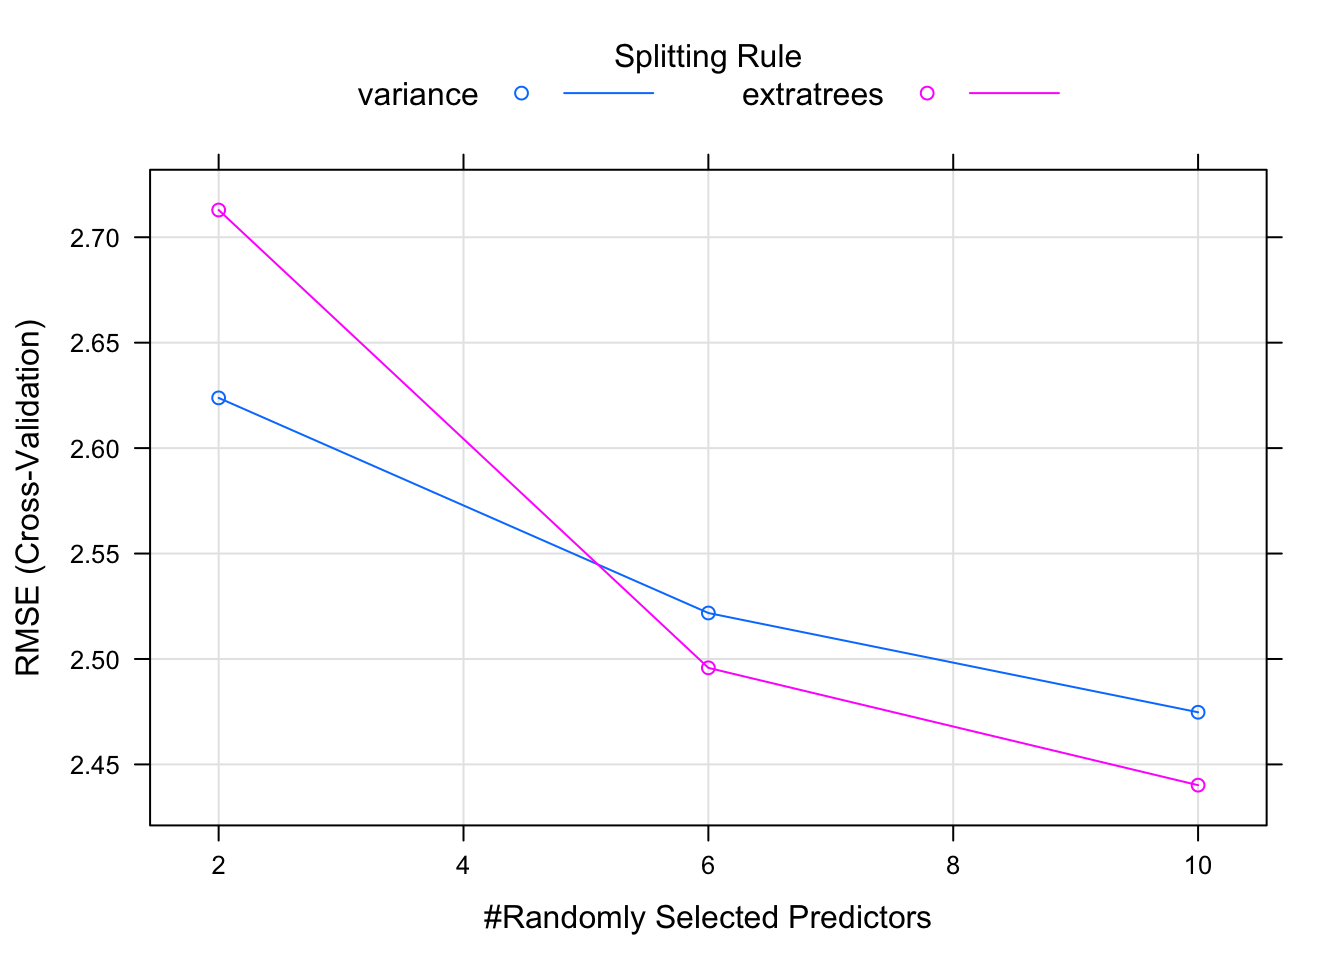 Splitting Rule
variance extratrees
2.70
2.65
2.60
2.55
2.50
2.45
RMSE (Cross-Validation)
2 4 6 8 10
#Randomly Selected Predictors